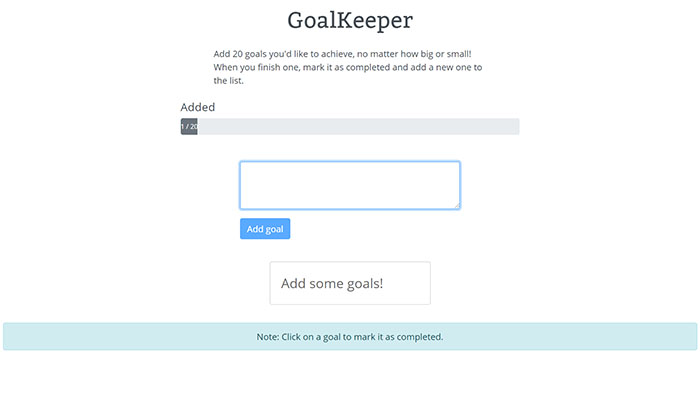 GoalKeeper
Add 20 goals you'd like to achieve, no matter how big or small!
When you finish one, mark it as completed and add a new one to
the list.
Added
1 / 20
Add goal
Add some goals!
Note: Click on a goal to mark it as completed.